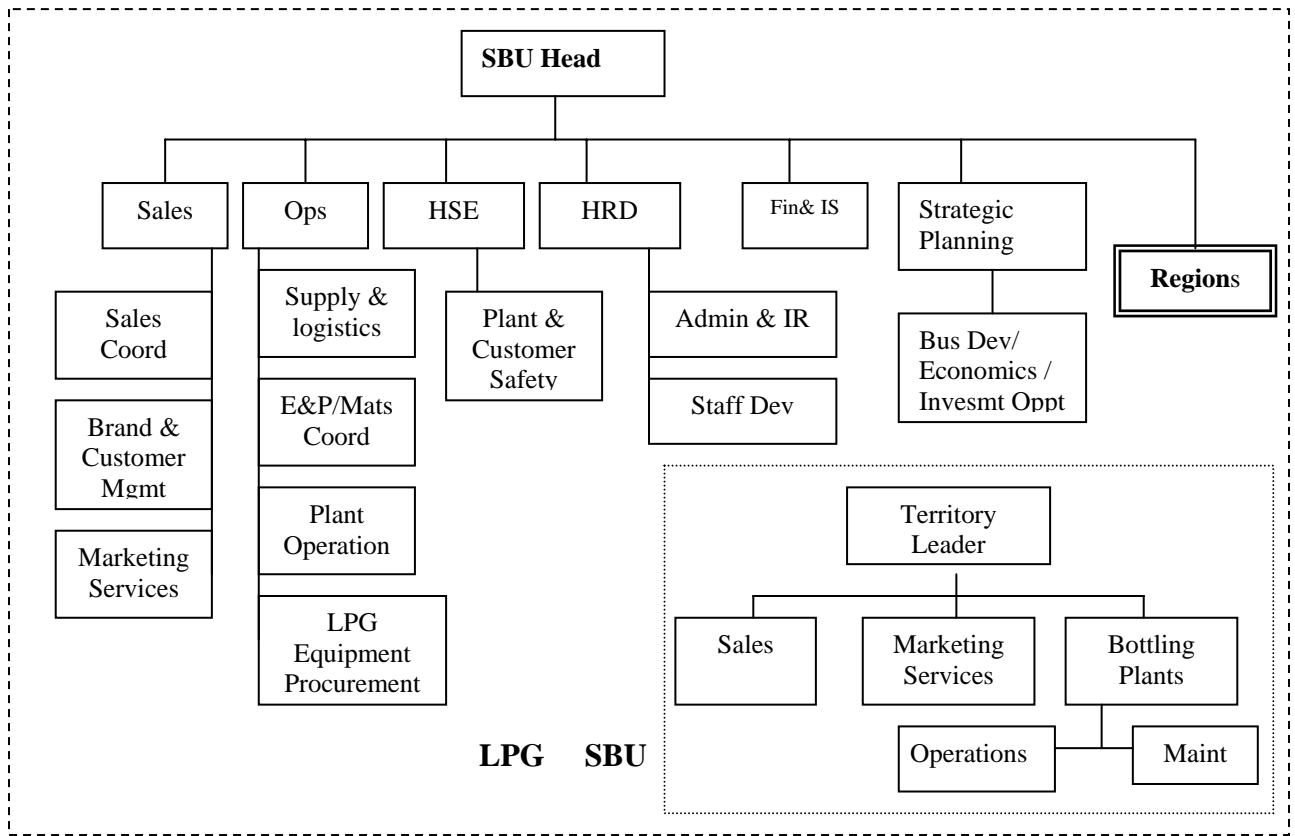 SBU Head
Sales
Ops
HSE
HRD
Fin& IS
Strategic
Planning
Regions
Sales
Coord
Brand &
Customer
Mgmt
Marketing
Services
Supply &
logistics
E&P/Mats
Coord
Plant
Operation
LPG
Equipment
Procurement
Plant &
Customer
Safety
Admin & IR
Staff Dev
Bus Dev/
Economics /
Invesmt Oppt
Territory
Leader
Sales
Marketing
Services
Bottling
Plants
Operations
Maint
LPG SBU